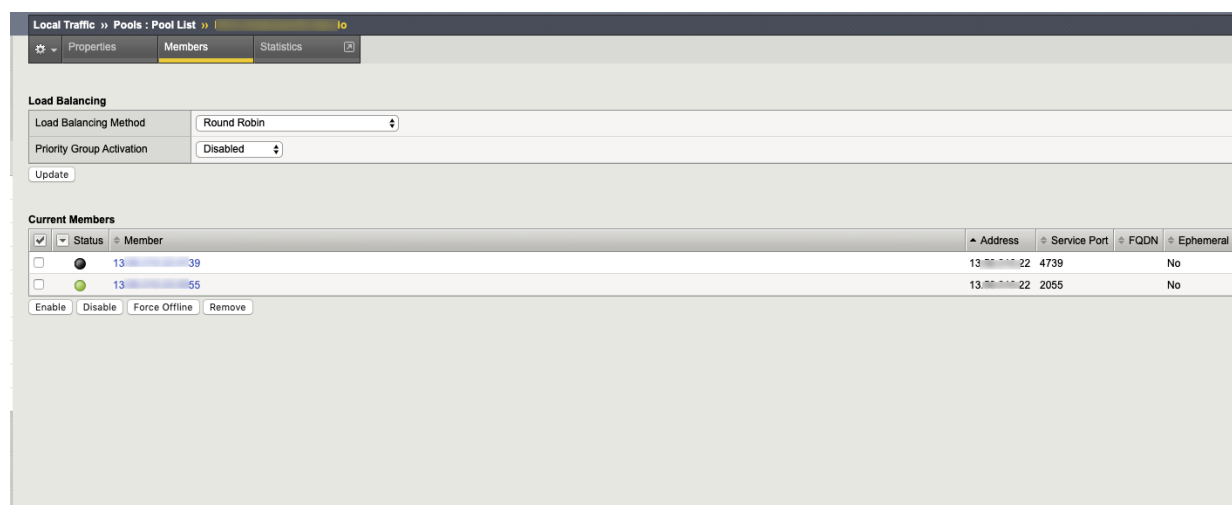 Local Traffic » Pools : Pool List » lo
Properties Members Statistics
Load Balancing
Load Balancing Method Round Robin
Priority Group Activation Disabled
Update
Current Members
Status Member Address Service Port FQDN Ephemeral
13 39 13. 22 4739 No
13 55 13. 22 2055 No
Enable Disable Force Offline Remove